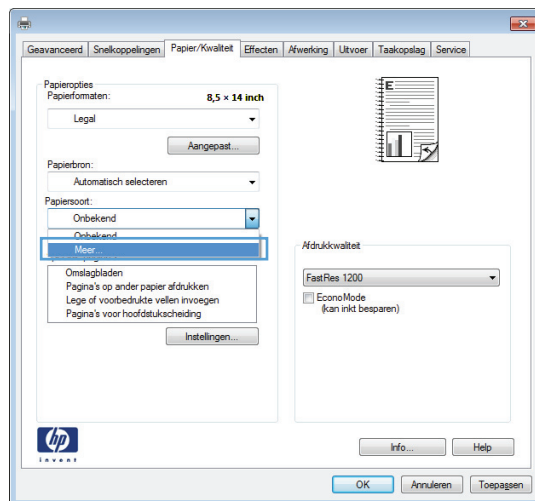 Geavanceerd Snelkoppelingen Papier/Kwaliteit Effecten Afwerking Uitvoer Taakopslag Service
Papieropties
Papierformaten: 8,5 × 14 inch
Legal
Aangepast...
Papierbron:
Automatisch selecteren
Papiersoort:
Onbekend
Onbekend
Meer...
Omslagbladen
Pagina's op ander papier afdrukken
Lege of voorbedrukte vellen invoegen
Pagina's voor hoofdstukscheiding
Instellingen...
E
Afdrukkwaliteit
FastRes 1200
EconoMode
(kan inkt besparen)
hp
invent
Info... Help
OK Annuleren Toepassen